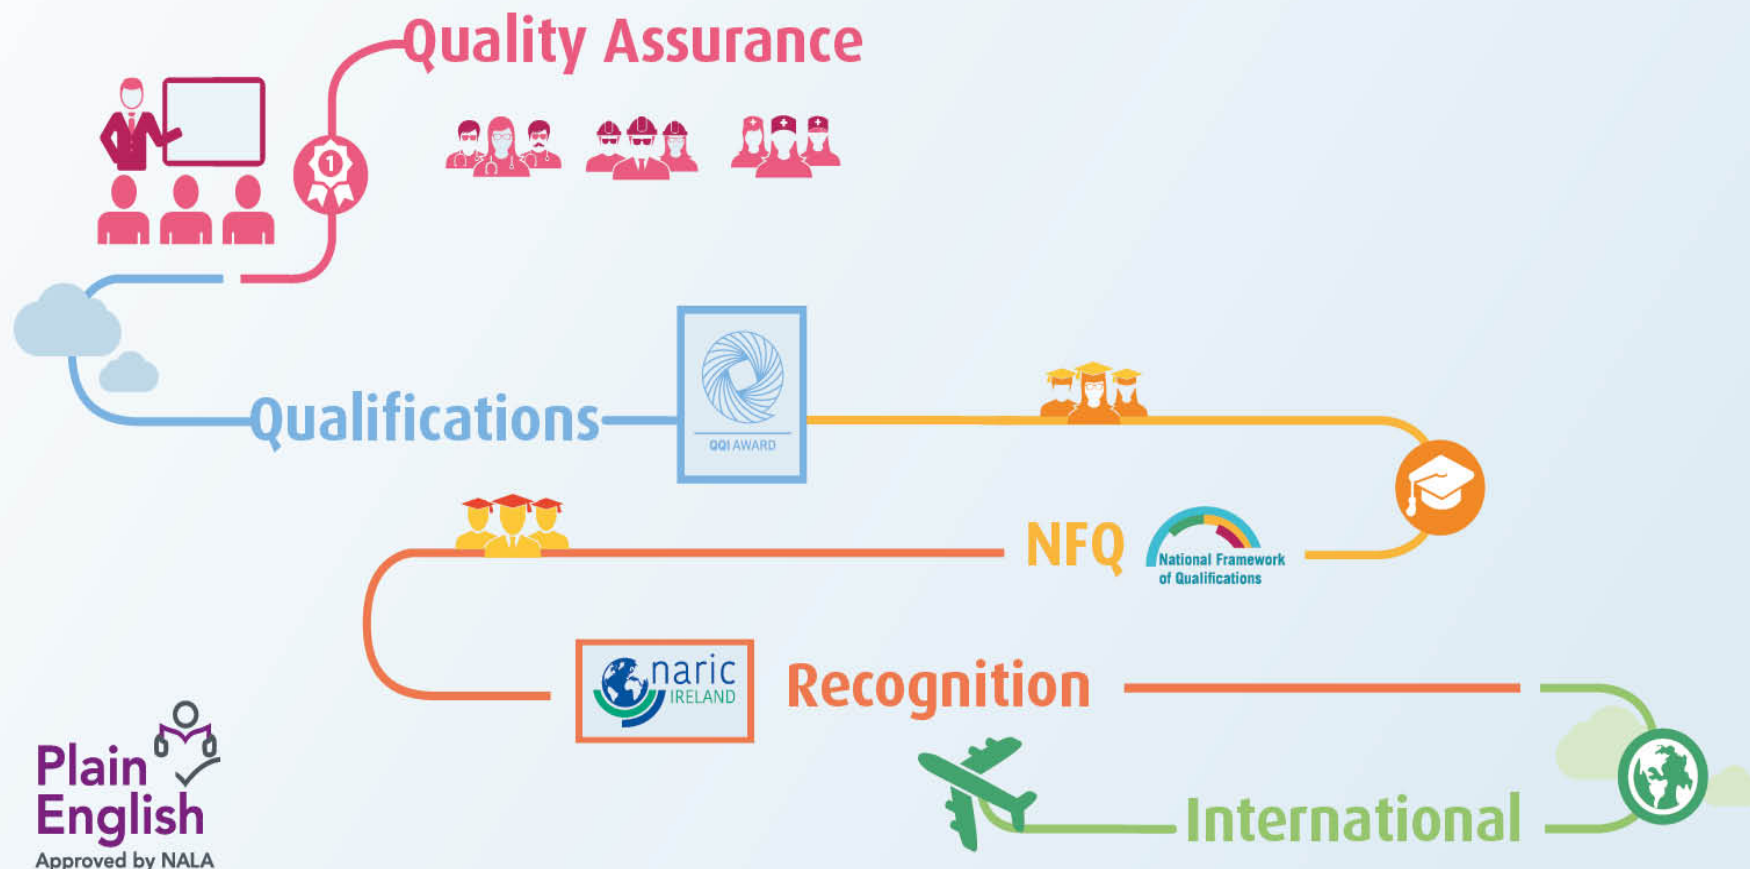 Quality Assurance
1
Qualifications
QQI AWARD
NFQ
National Framework
of Qualifications
naric
IRELAND
Recognition
International
Plain
English
Approved by NALA